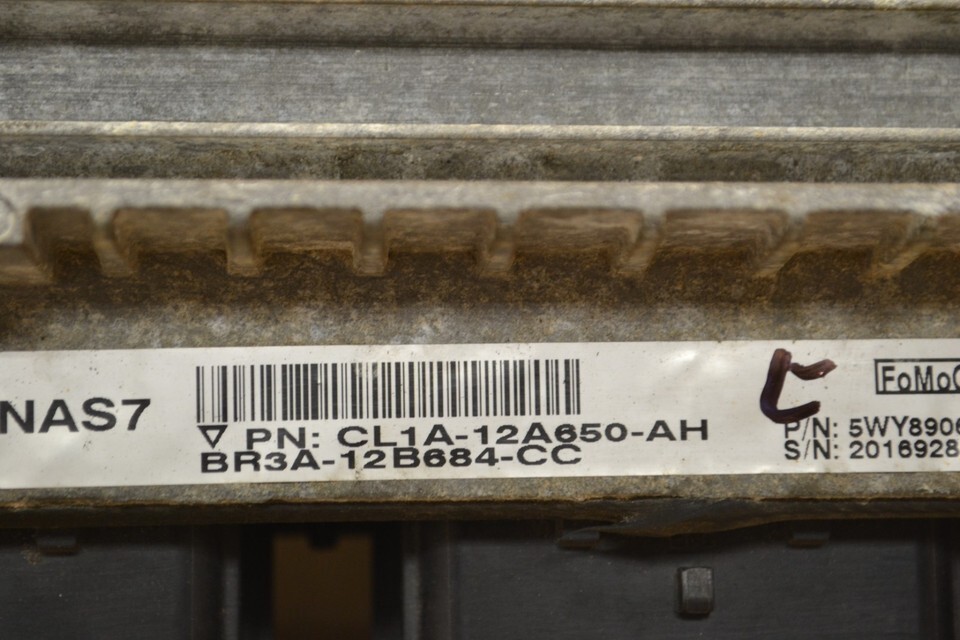 NAS7
▽ PN: CL1A-12A650-AH
BR3A-12B684-CC
FoMoC
P/N: 5WY8906
S/N: 2016928